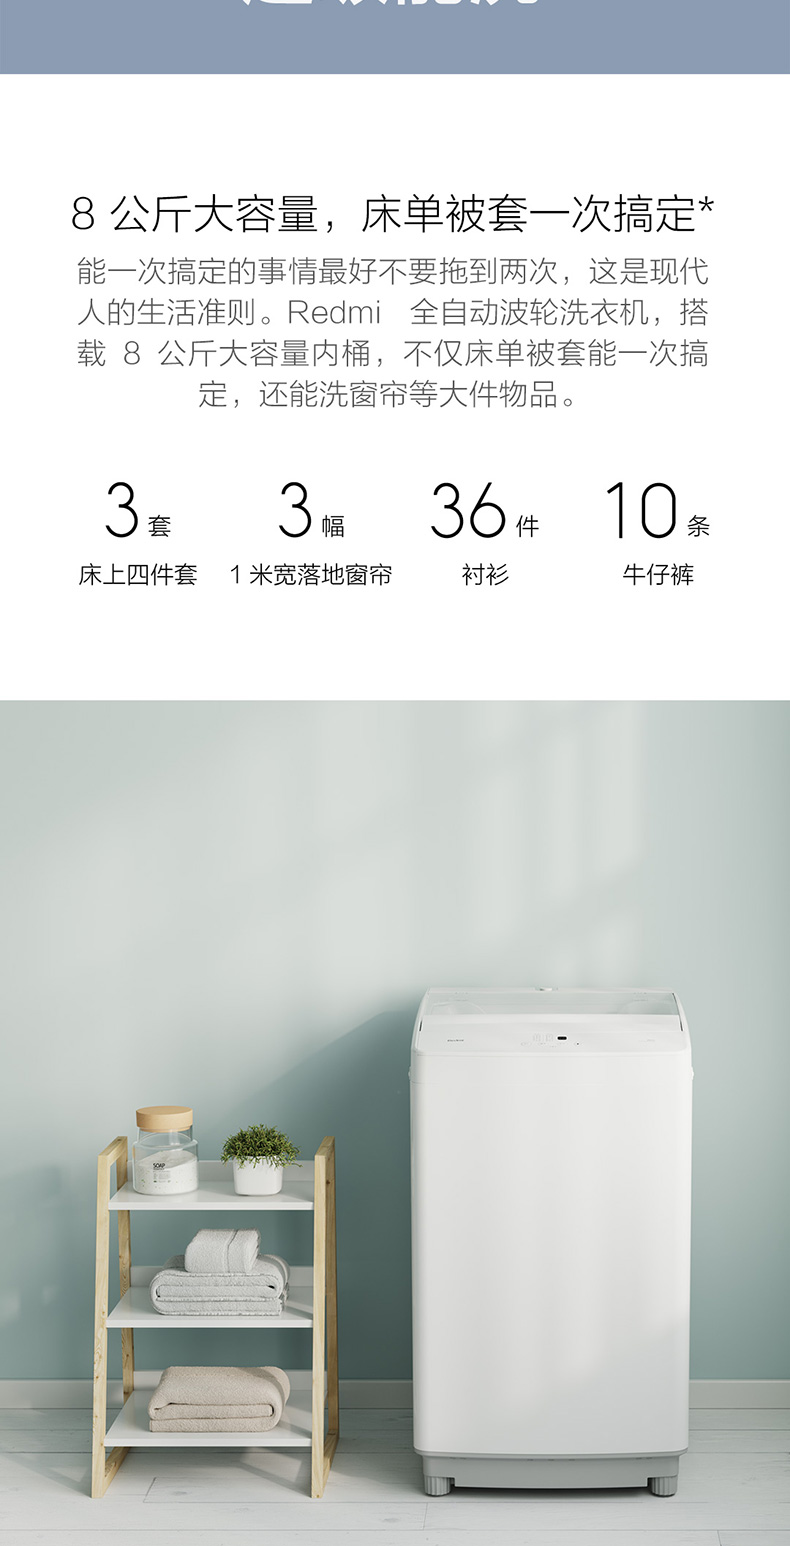 8 公斤大容量，床单被套一次搞定*
能一次搞定的事情最好不要拖到两次，这是现代
人的生活准则。Redmi 全自动波轮洗衣机，搭
载 8 公斤大容量内桶，不仅床单被套能一次搞
定，还能洗窗帘等大件物品。
3套 3幅 36件 10条
床上四件套 1米宽落地窗帘 衬衫 牛仔裤
SOAP